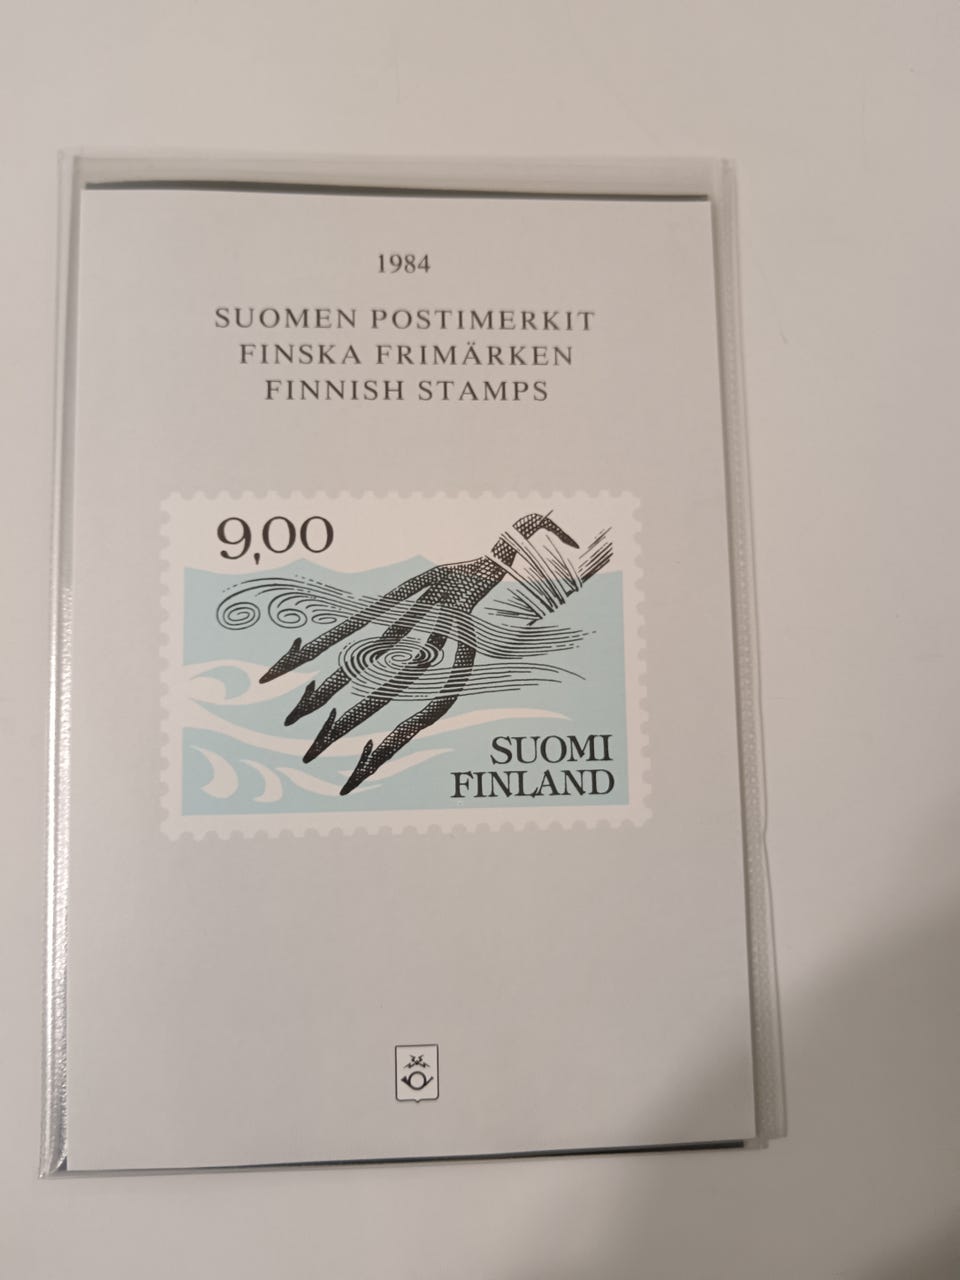 1984
SUOMEN POSTIMERKIT
FINSKA FRIMÄRKEN
FINNISH STAMPS
9,00
SUOMI
FINLAND